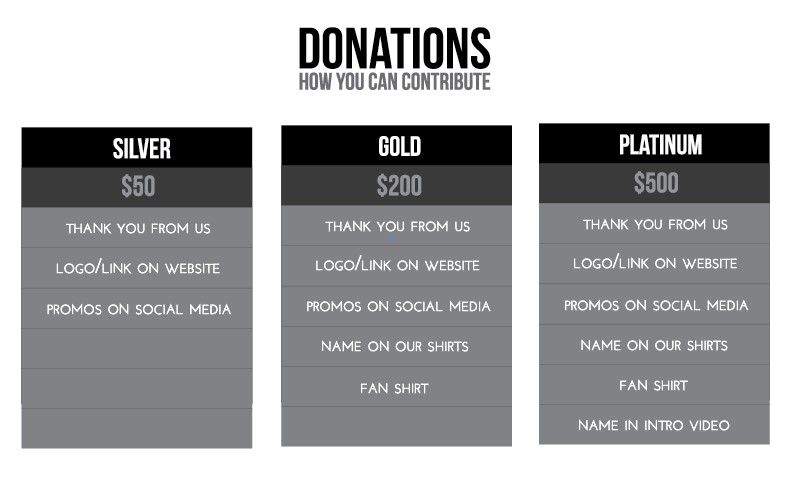 DONATIONS
HOW YOU CAN CONTRIBUTE
SILVER
$50
THANK YOU FROM US
LOGO/LINK ON WEBSITE
PROMOS ON SOCIAL MEDIA
GOLD
$200
THANK YOU FROM US
LOGO/LINK ON WEBSITE
PROMOS ON SOCIAL MEDIA
NAME ON OUR SHIRTS
FAN SHIRT
PLATINUM
$500
THANK YOU FROM US
LOGO/LINK ON WEBSITE
PROMOS ON SOCIAL MEDIA
NAME ON OUR SHIRTS
FAN SHIRT
NAME IN INTRO VIDEO